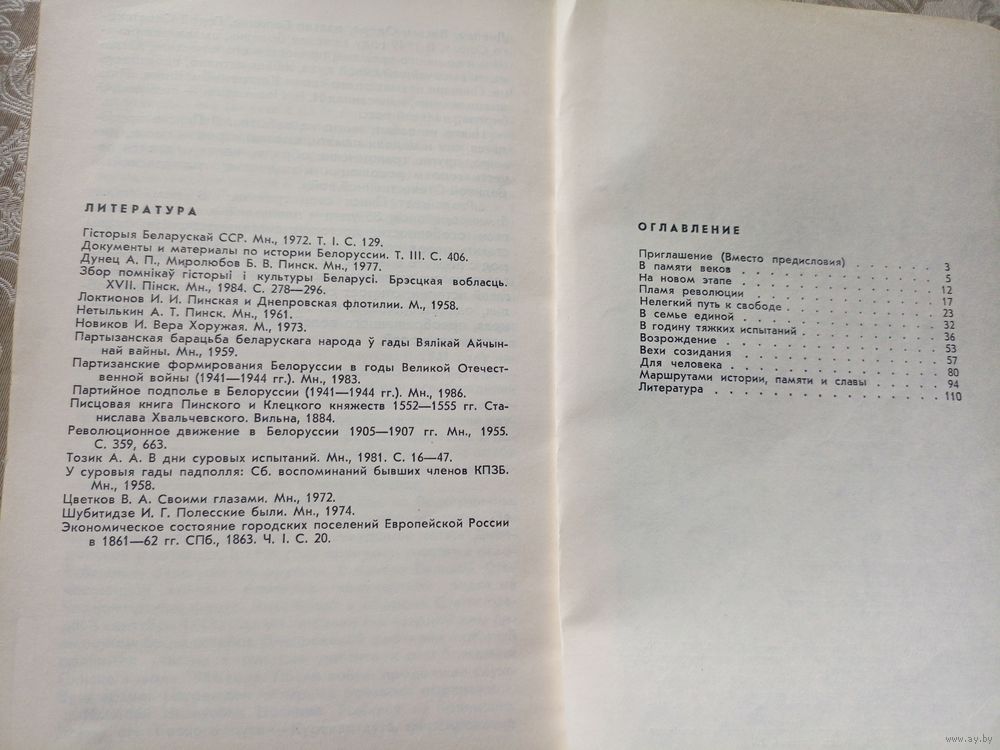 ЛИТЕРАТУРА
Гісторыя Беларускай ССР. Мн., 1972. Т. I. С. 129.
Документы и материалы по истории Белоруссии. Т. III. С. 406.
Дунец А. П., Миролюбов Б. В. Пинск. Мн., 1977.
Збор помнікаў гісторыі і культуры Беларусі. Брэсцкая вобласць.
XVII. Пінск. Мн., 1984. С. 278—296.
Локтионов И. И. Пинская и Днепровская флотилии. М., 1958.
Нетылькин А. Т. Пинск. Мн., 1961.
Новиков И. Вера Хоружая. М., 1973.
Партызанская барацьба беларускага народа ў гады Вялікай Айчын-
най вайны. Мн., 1959.
Партизанские формирования Белоруссии в годы Великой Отечест-
венной войны (1941—1944 гг.). Мн., 1983.
Партийное подполье в Белоруссии (1941—1944 гг.). Мн., 1986.
Писцовая книга Пинского и Клецкого княжеств 1552—1555 гг. Ста-
нислава Хвальчевского. Вильна, 1884.
Революционное движение в Белоруссии 1905—1907 гг. Мн., 1955.
С. 359, 663.
Тозик А. А. В дни суровых испытаний. Мн., 1981. С. 16—47.
У суровыя гады падполля: Сб. воспоминаний бывших членов КПЗБ.
Мн., 1958.
Цветков В. А. Своими глазами. Мн., 1972.
Шубитидзе И. Г. Полесские были. Мн., 1974.
Экономическое состояние городских поселений Европейской России
в 1861—62 гг. СПб., 1863. Ч. I. С. 20.
ОГЛАВЛЕНИЕ
Приглашение (Вместо предисловия) . . . . . . 3
В памяти веков . . . . . . . . . . . . 5
На новом этапе . . . . . . . . . . . . 12
Пламя революции . . . . . . . . . . . 17
Нелегкий путь к свободе . . . . . . . . . 23
В семье единой . . . . . . . . . . . . 32
В годину тяжких испытаний . . . . . . . . 36
Возрождение . . . . . . . . . . . . . 53
Вехи созидания . . . . . . . . . . . . 57
Для человека . . . . . . . . . . . . . 80
Маршрутами истории, памяти и славы . . . . . 94
Литература . . . . . . . . . . . . . 110
www.ay.by